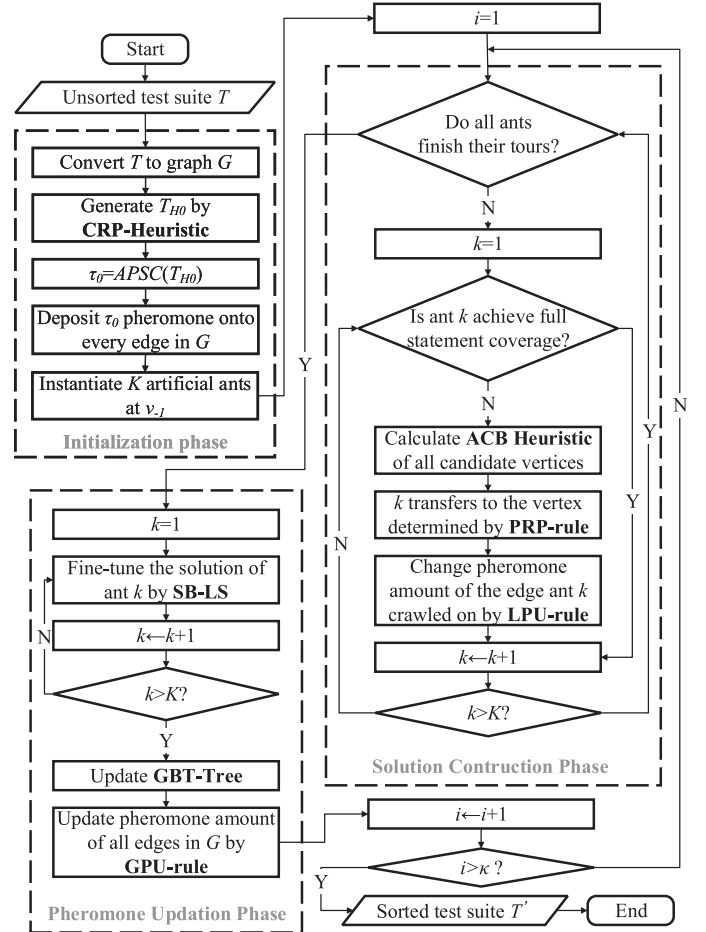 Start
Unsorted test suite T
Convert T to graph G
Generate T_H0 by
CRP-Heuristic
τ0=APSC(T_H0)
Deposit τ0 pheromone onto
every edge in G
Instantiate K artificial ants
at v-1
Initialization phase
i=1
Do all ants
finish their tours?
N
Y
k=1
Is ant k achieve full
statement coverage?
N
Y
Calculate ACB Heuristic
of all candidate vertices
k transfers to the vertex
determined by PRP-rule
Change pheromone
amount of the edge ant k
crawled on by LPU-rule
k←k+1
k>K?
N
Y
N
Solution Contruction Phase
k=1
Fine-tune the solution of
ant k by SB-LS
k←k+1
N
k>K?
Y
Update GBT-Tree
Update pheromone amount
of all edges in G by
GPU-rule
Pheromone Updation Phase
i←i+1
i>κ ?
Y
Sorted test suite T'
End